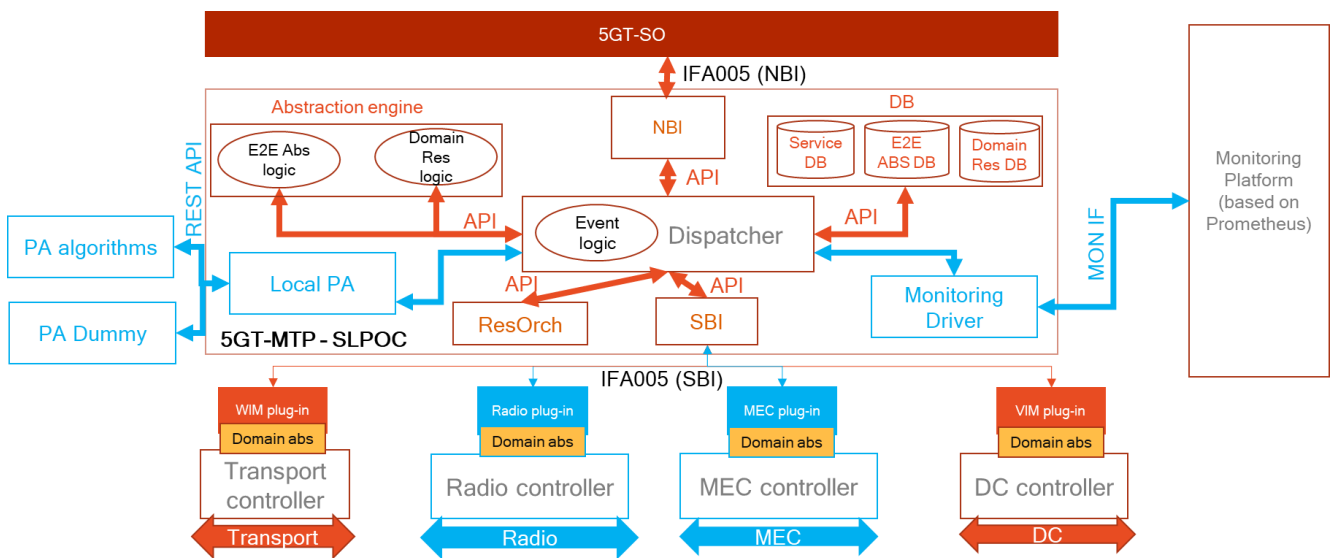 5GT-SO
IFA005 (NBI)
Abstraction engine
DB
E2E Abs
logic
Domain
Res
logic
NBI
Service
DB
E2E
ABS DB
Domain
Res DB
REST API
API
API
API
Event
logic
Dispatcher
Monitoring
Platform
(based on
Prometheus)
MON IF
PA algorithms
Local PA
PA Dummy
API
API
ResOrch
SBI
Monitoring
Driver
5GT-MTP - SLPOC
IFA005 (SBI)
WIM plug-in
Domain abs
Transport
controller
Transport
Radio plug-in
Domain abs
Radio controller
Radio
MEC plug-in
Domain abs
MEC controller
MEC
VIM plug-in
Domain abs
DC controller
DC